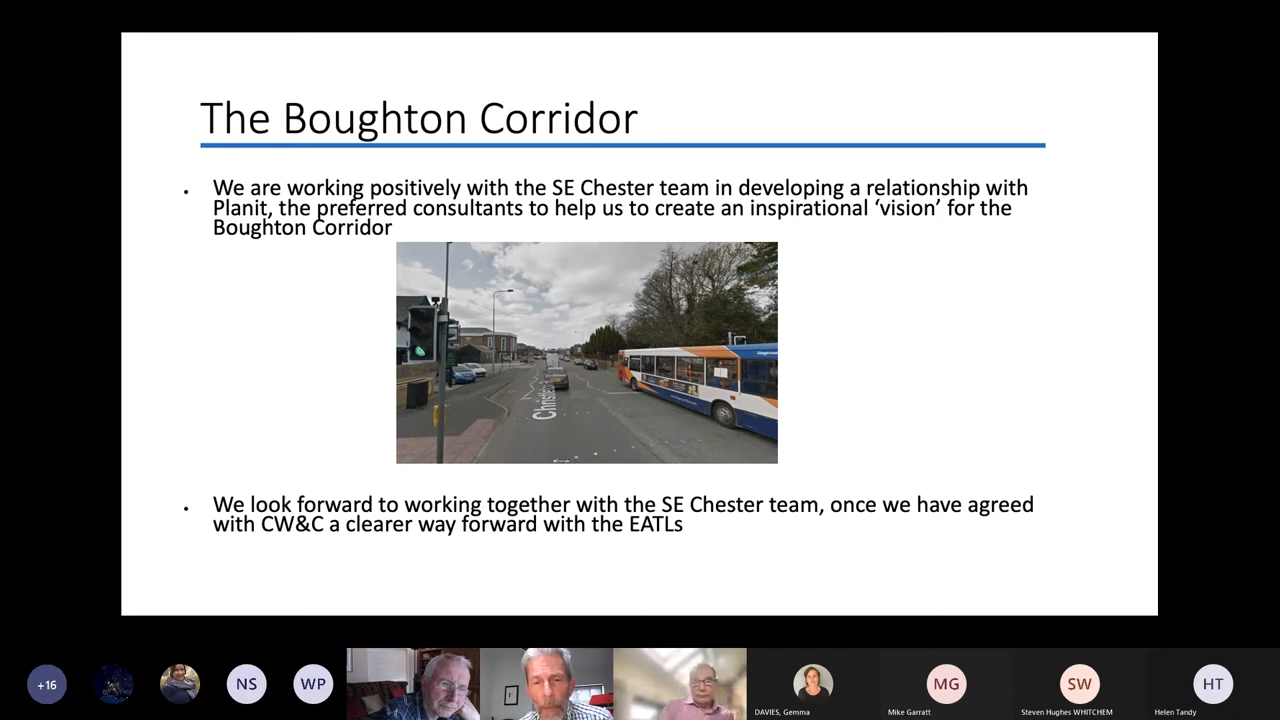 The Boughton Corridor
• We are working positively with the SE Chester team in developing a relationship with
Planit, the preferred consultants to help us to create an inspirational ‘vision’ for the
Boughton Corridor
• We look forward to working together with the SE Chester team, once we have agreed
with CW&C a clearer way forward with the EATLs
+16
NS
WP
DAVIES, Gemma
MG
Mike Garratt
SW
Steven Hughes WHITCHEM
HT
Helen Tandy